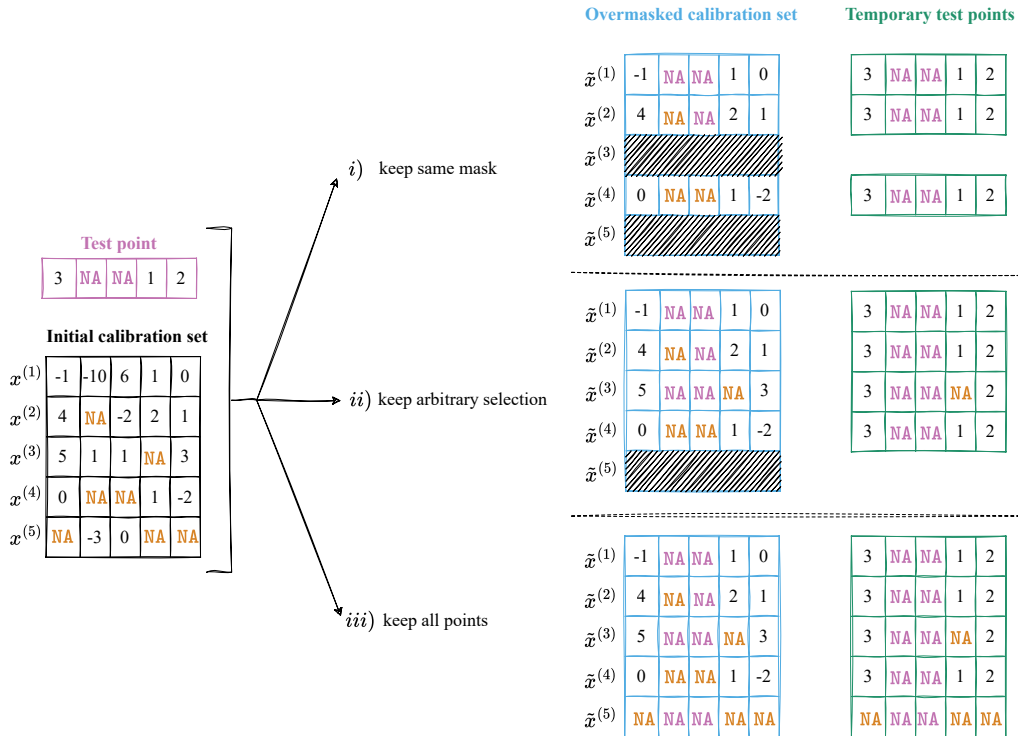 Test point
3 NA NA 1 2
Initial calibration set
x^(1) -1 -10 6 1 0
x^(2) 4 NA -2 2 1
x^(3) 5 1 1 NA 3
x^(4) 0 NA NA 1 -2
x^(5) NA -3 0 NA NA
i) keep same mask
ii) keep arbitrary selection
iii) keep all points
Overmasked calibration set Temporary test points
x̃^(1) -1 NA NA 1 0 3 NA NA 1 2
x̃^(2) 4 NA NA 2 1 3 NA NA 1 2
x̃^(3)
x̃^(4) 0 NA NA 1 -2 3 NA NA 1 2
x̃^(5)
x̃^(1) -1 NA NA 1 0 3 NA NA 1 2
x̃^(2) 4 NA NA 2 1 3 NA NA 1 2
x̃^(3) 5 NA NA NA 3 3 NA NA NA 2
x̃^(4) 0 NA NA 1 -2 3 NA NA 1 2
x̃^(5)
x̃^(1) -1 NA NA 1 0 3 NA NA 1 2
x̃^(2) 4 NA NA 2 1 3 NA NA 1 2
x̃^(3) 5 NA NA NA 3 3 NA NA NA 2
x̃^(4) 0 NA NA 1 -2 3 NA NA 1 2
x̃^(5) NA NA NA NA NA NA NA NA NA NA